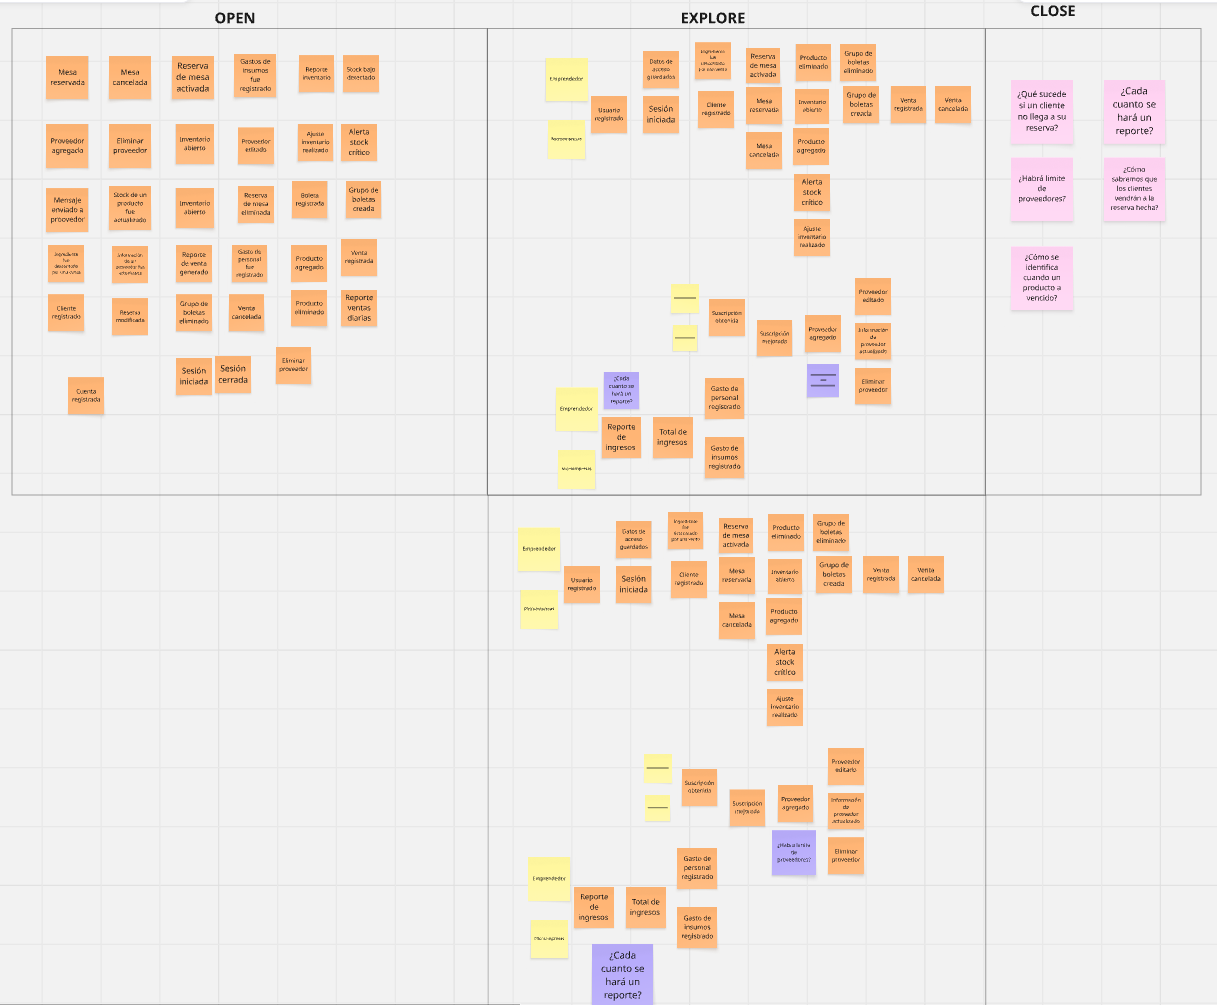 OPEN
EXPLORE
CLOSE
Mesa
reservada
Mesa
cancelada
Reserva
de mesa
activada
Gastos de
insumos
fue
registrado
Reporte
inventario
Stock bajo
detectado
Proveedor
agregado
Eliminar
proveedor
Inventario
abierto
Proveedor
editado
Ajuste
inventario
realizado
Alerta
stock
crítico
Mensaje
enviado a
proovedor
Stock de un
producto
fue
actualizado
Inventario
abierto
Reserva
de mesa
eliminada
Bolera
registrada
Grupo de
boletas
creada
Reporte
de venta
generado
Gasto de
personal
fue
registrado
Producto
agregado
Venta
registrada
Cliente
registrado
Reserva
modificada
Grupo de
boletas
eliminado
Venta
cancelada
Producto
eliminado
Reporte
ventas
diarias
Cuenta
registrada
Sesión
iniciada
Sesión
cerrada
Eliminar
proveedor
Emprendedor
Datos de
acceso
guardados
Reserva
de mesa
activada
Producto
eliminado
Grupo de
boletas
eliminado
Usuario
registrado
Sesión
iniciada
Cliente
registrado
Mesa
reservada
Inventario
abierto
Grupo de
boletas
creada
Venta
registrada
Venta
cancelada
Mesa
cancelada
Producto
agregado
Alerta
stock
crítico
Ajuste
inventario
realizado
Suscripción
obtenida
Suscripción
mejorada
Proveedor
agregado
Proveedor
editado
Información
de
proveedor
actualizado
Eliminar
proveedor
Emprendedor
¿Cada
cuanto se
hará un
reporte?
Reporte
de
ingresos
Total de
ingresos
Gasto de
personal
registrado
Gasto de
insumos
registrado
¿Qué sucede
si un cliente
no llega a su
reserva?
¿Cada
cuanto se
hará un
reporte?
¿Habrá limite
de
proveedores?
¿Cómo
sabremos que
los clientes
vendrán a la
reserva hecha?
¿Cómo se
identifica
cuando un
producto a
vencido?
Emprendedor
Datos de
acceso
guardados
Reserva
de mesa
activada
Producto
eliminado
Grupo de
boletas
eliminado
Usuario
registrado
Sesión
iniciada
Cliente
registrado
Mesa
reservada
Inventario
abierto
Grupo de
boletas
creada
Venta
registrada
Venta
cancelada
Mesa
cancelada
Producto
agregado
Alerta
stock
crítico
Ajuste
inventario
realizado
Suscripción
obtenida
Suscripción
mejorada
Proveedor
agregado
Proveedor
editado
Información
de
proveedor
actualizado
¿Habrá limite
de
proveedores?
Eliminar
proveedor
Emprendedor
Reporte
de
ingresos
Total de
ingresos
Gasto de
personal
registrado
Gasto de
insumos
registrado
¿Cada
cuanto se
hará un
reporte?